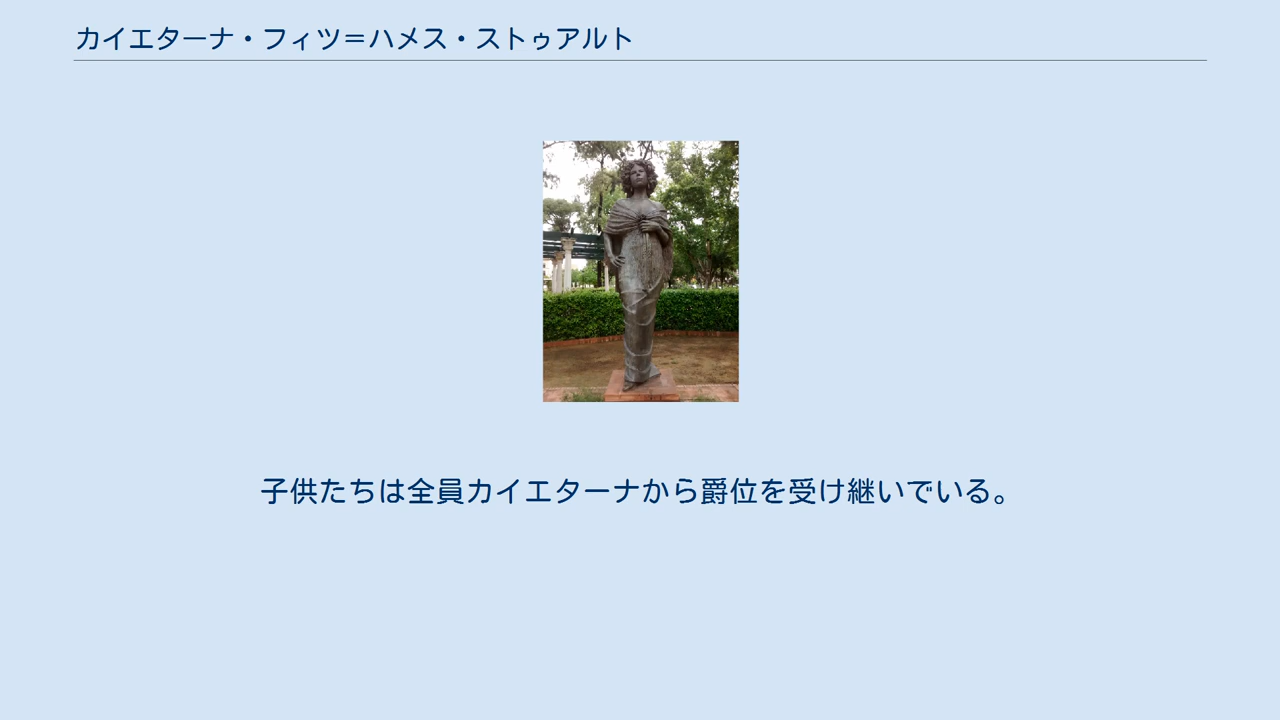 カイエターナ・フィツ＝ハメス・ストゥアルト
子供たちは全員カイエターナから爵位を受け継いでいる。